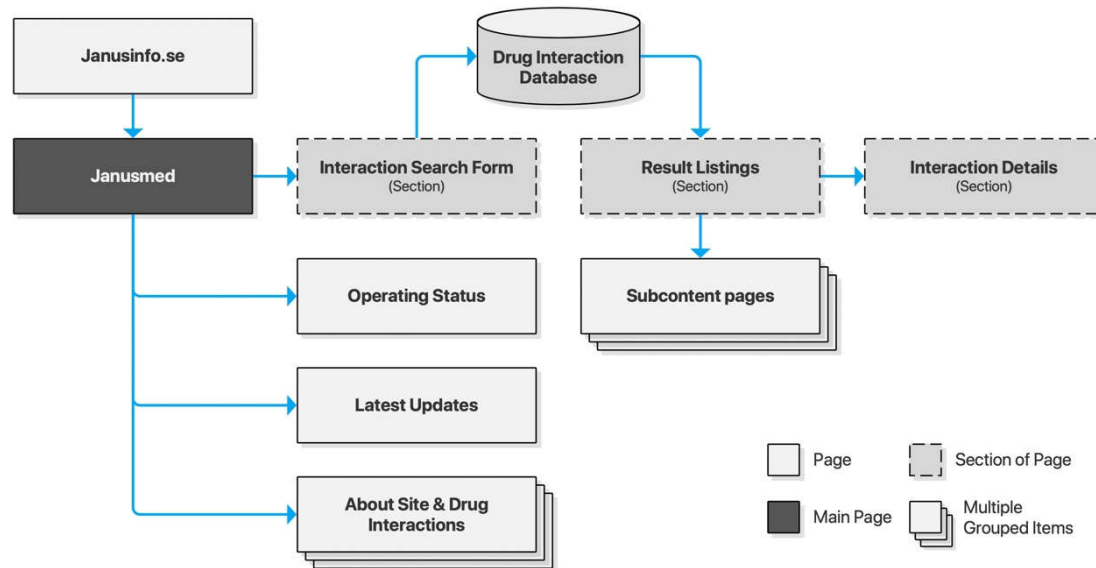 Janusinfo.se
Drug Interaction
Database
Janusmed
Interaction Search Form
(Section)
Result Listings
(Section)
Interaction Details
(Section)
Operating Status
Subcontent pages
Latest Updates
About Site & Drug
Interactions
Page
Section of Page
Main Page
Multiple
Grouped Items